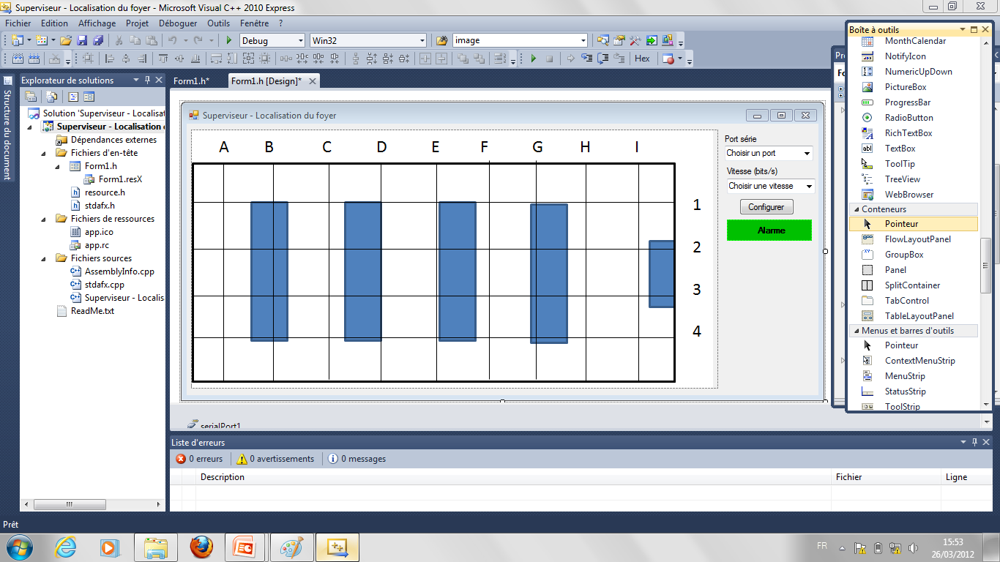 Superviseur - Localisation du foyer - Microsoft Visual C++ 2010 Express
Fichier Edition Affichage Projet Déboguer Outils Fenêtre ?
Debug Win32 image
Hex
Structure du document
Explorateur de solutions
Solution 'Superviseur - Localisat
Superviseur - Localisation
Dépendances externes
Fichiers d'en-tête
Form1.h
Form1.resX
resource.h
stdafx.h
Fichiers de ressources
app.ico
app.rc
Fichiers sources
AssemblyInfo.cpp
stdafx.cpp
Superviseur - Localis
ReadMe.txt
Form1.h* Form1.h [Design]*
Superviseur - Localisation du foyer
A B C D E F G H I
1
2
3
4
Port série
Choisir un port
Vitesse (bits/s)
Choisir une vitesse
Configurer
Alarme
serialPort1
Boîte à outils
MonthCalendar
NotifyIcon
NumericUpDown
PictureBox
ProgressBar
RadioButton
RichTextBox
TextBox
ToolTip
TreeView
WebBrowser
Conteneurs
Pointeur
FlowLayoutPanel
GroupBox
Panel
SplitContainer
TabControl
TableLayoutPanel
Menus et barres d'outils
Pointeur
ContextMenuStrip
MenuStrip
StatusStrip
ToolStrip
Pr
Fo
Liste d'erreurs
0 erreurs 0 avertissements 0 messages
Description Fichier Ligne
Prêt
FR
15:53
26/03/2012